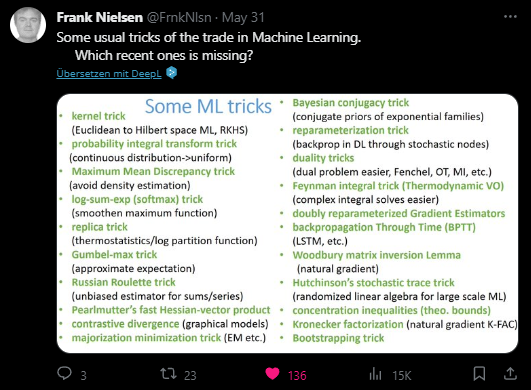 Frank Nielsen @FrnkNlsn · May 31
Some usual tricks of the trade in Machine Learning.
Which recent ones is missing?
Übersetzen mit DeepL
Some ML tricks
• kernel trick
(Euclidean to Hilbert space ML, RKHS)
• probability integral transform trick
(continuous distribution->uniform)
• Maximum Mean Discrepancy trick
(avoid density estimation)
• log-sum-exp (softmax) trick
(smoothen maximum function)
• replica trick
(thermostatistics/log partition function)
• Gumbel-max trick
(approximate expectation)
• Russian Roulette trick
(unbiased estimator for sums/series)
• Pearlmutter's fast Hessian-vector product
• contrastive divergence (graphical models)
• majorization minimization trick (EM etc.)
• Bayesian conjugacy trick
(conjugate priors of exponential families)
• reparameterization trick
(backprop in DL through stochastic nodes)
• duality tricks
(dual problem easier, Fenchel, OT, MI, etc.)
• Feynman integral trick (Thermodynamic VO)
(complex integral solves easier)
• doubly reparameterized Gradient Estimators
• backpropagation Through Time (BPTT)
(LSTM, etc.)
• Woodbury matrix inversion Lemma
(natural gradient)
• Hutchinson's stochastic trace trick
(randomized linear algebra for large scale ML)
• concentration inequalities (theo. bounds)
• Kronecker factorization (natural gradient K-FAC)
• Bootstrapping trick
3 23 136 15K